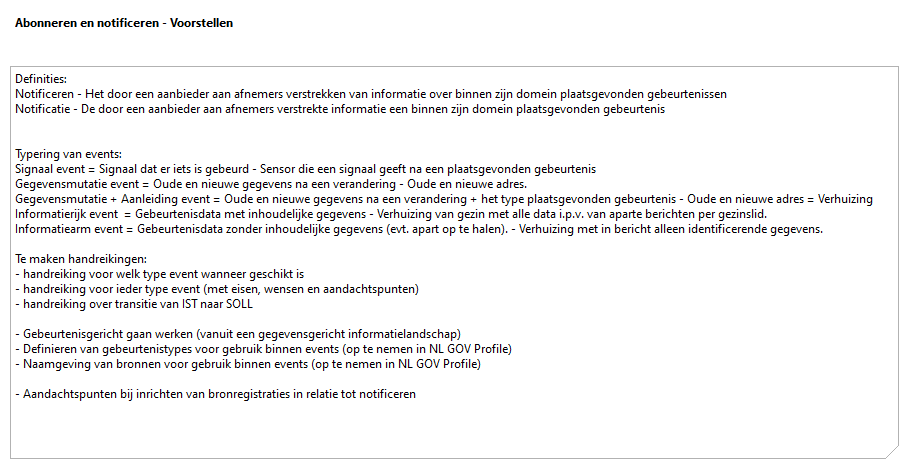 Abonneren en notificeren - Voorstellen
Definities:
Notificeren - Het door een aanbieder aan afnemers verstrekken van informatie over binnen zijn domein plaatsgevonden gebeurtenissen
Notificatie - De door een aanbieder aan afnemers verstrekte informatie een binnen zijn domein plaatsgevonden gebeurtenis
Typering van events:
Signaal event = Signaal dat er iets is gebeurd - Sensor die een signaal geeft na een plaatsgevonden gebeurtenis
Gegevensmutatie event = Oude en nieuwe gegevens na een verandering - Oude en nieuwe adres.
Gegevensmutatie + Aanleiding event = Oude en nieuwe gegevens na een verandering + het type plaatsgevonden gebeurtenis - Oude en nieuwe adres = Verhuizing
Informatierijk event  = Gebeurtenisdata met inhoudelijke gegevens - Verhuizing van gezin met alle data i.p.v. van aparte berichten per gezinslid.
Informatiearm event = Gebeurtenisdata zonder inhoudelijke gegevens (evt. apart op te halen). - Verhuizing met in bericht alleen identificerende gegevens.
Te maken handreikingen:
- handreiking voor welk type event wanneer geschikt is
- handreiking voor ieder type event (met eisen, wensen en aandachtspunten)
- handreiking over transitie van IST naar SOLL
- Gebeurtenisgericht gaan werken (vanuit een gegevensgericht informatielandschap)
- Definieren van gebeurtenistypes voor gebruik binnen events (op te nemen in NL GOV Profile)
- Naamgeving van bronnen voor gebruik binnen events (op te nemen in NL GOV Profile)
- Aandachtspunten bij inrichten van bronregistraties in relatie tot notificeren